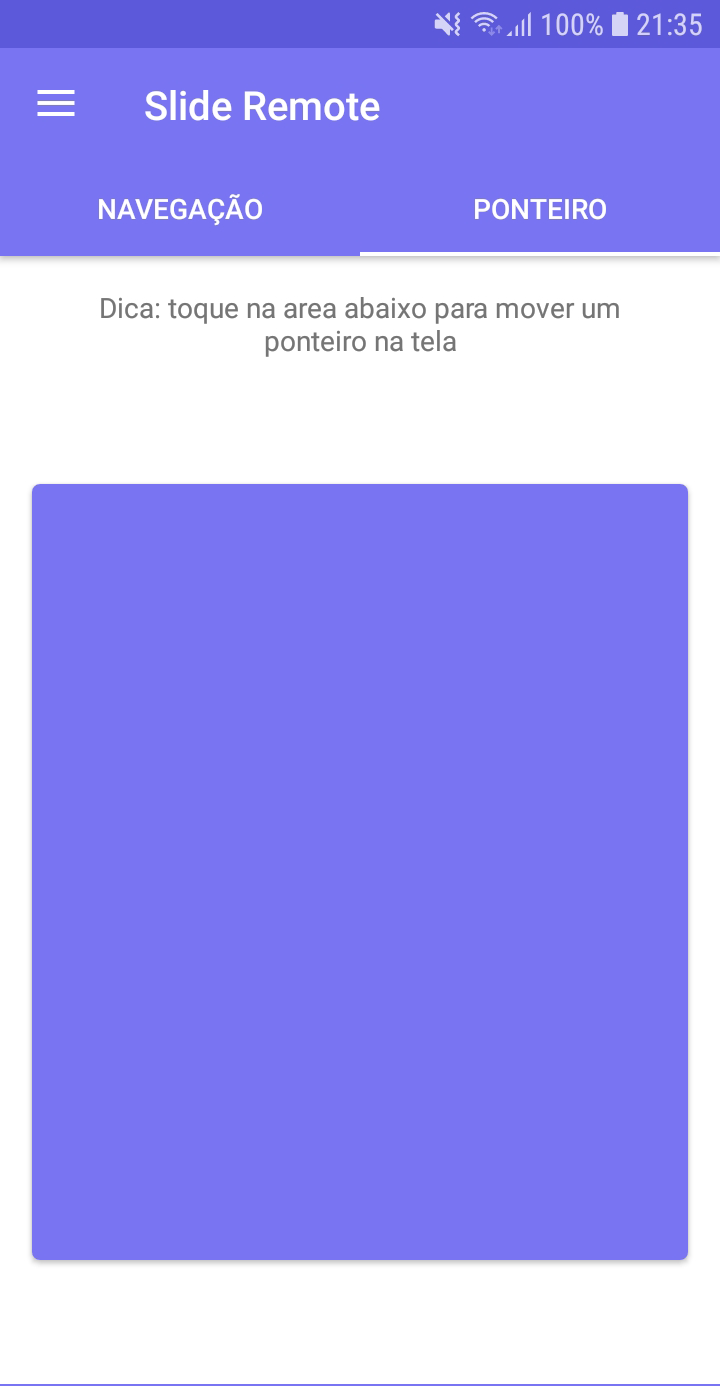 100% 21:35
Slide Remote
NAVEGAÇÃO PONTEIRO
Dica: toque na area abaixo para mover um
ponteiro na tela